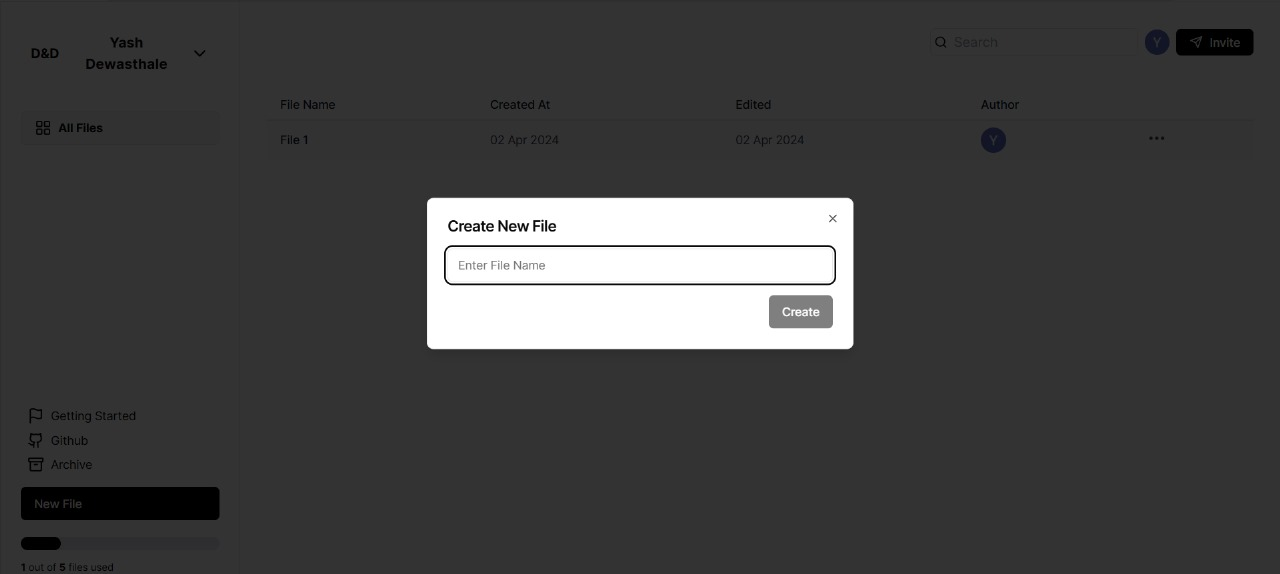 D&D
Yash
Dewasthale
Search
Y
Invite
All Files
File Name Created At Edited Author
File 1 02 Apr 2024 02 Apr 2024 Y
Create New File
Enter File Name
Create
Getting Started
Github
Archive
New File
1 out of 5 files used